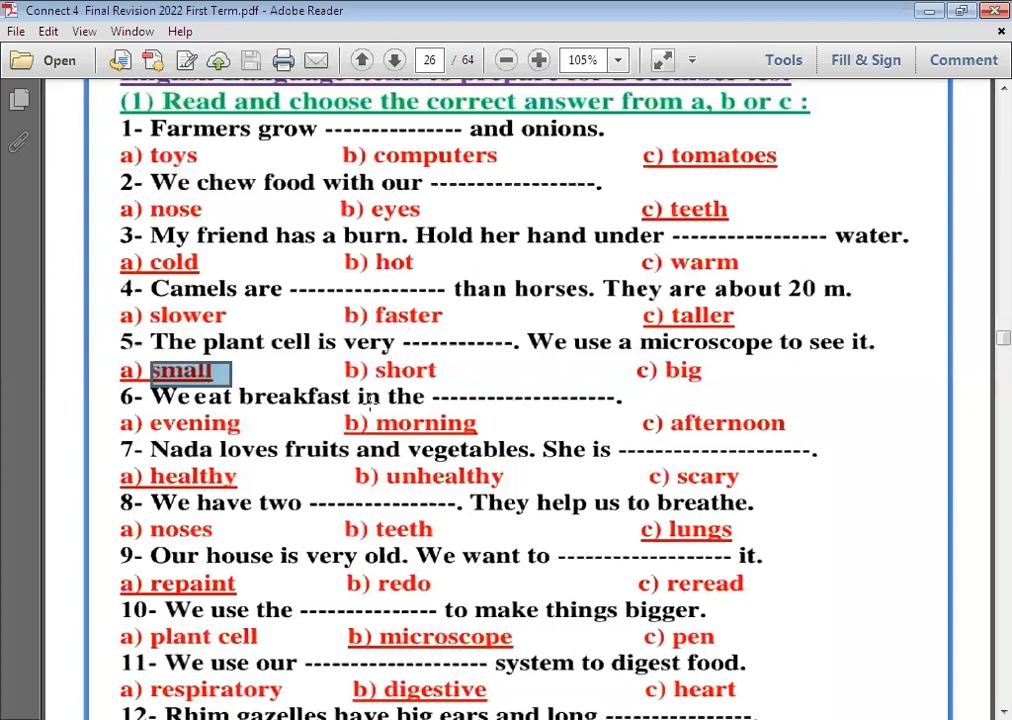 Connect 4 Final Revision 2022 First Term.pdf - Adobe Reader
File Edit View Window Help
Open 26 / 64 105% Tools Fill & Sign Comment
(1) Read and choose the correct answer from a, b or c :
1- Farmers grow --------------- and onions.
a) toys b) computers c) tomatoes
2- We chew food with our ------------------.
a) nose b) eyes c) teeth
3- My friend has a burn. Hold her hand under ----------------- water.
a) cold b) hot c) warm
4- Camels are ----------------- than horses. They are about 20 m.
a) slower b) faster c) taller
5- The plant cell is very ------------. We use a microscope to see it.
a) small b) short c) big
6- We eat breakfast in the --------------------.
a) evening b) morning c) afternoon
7- Nada loves fruits and vegetables. She is ---------------------.
a) healthy b) unhealthy c) scary
8- We have two ----------------. They help us to breathe.
a) noses b) teeth c) lungs
9- Our house is very old. We want to ------------------- it.
a) repaint b) redo c) reread
10- We use the --------------- to make things bigger.
a) plant cell b) microscope c) pen
11- We use our -------------------- system to digest food.
a) respiratory b) digestive c) heart
12- Rhim gazelles have big ears and long -------------.